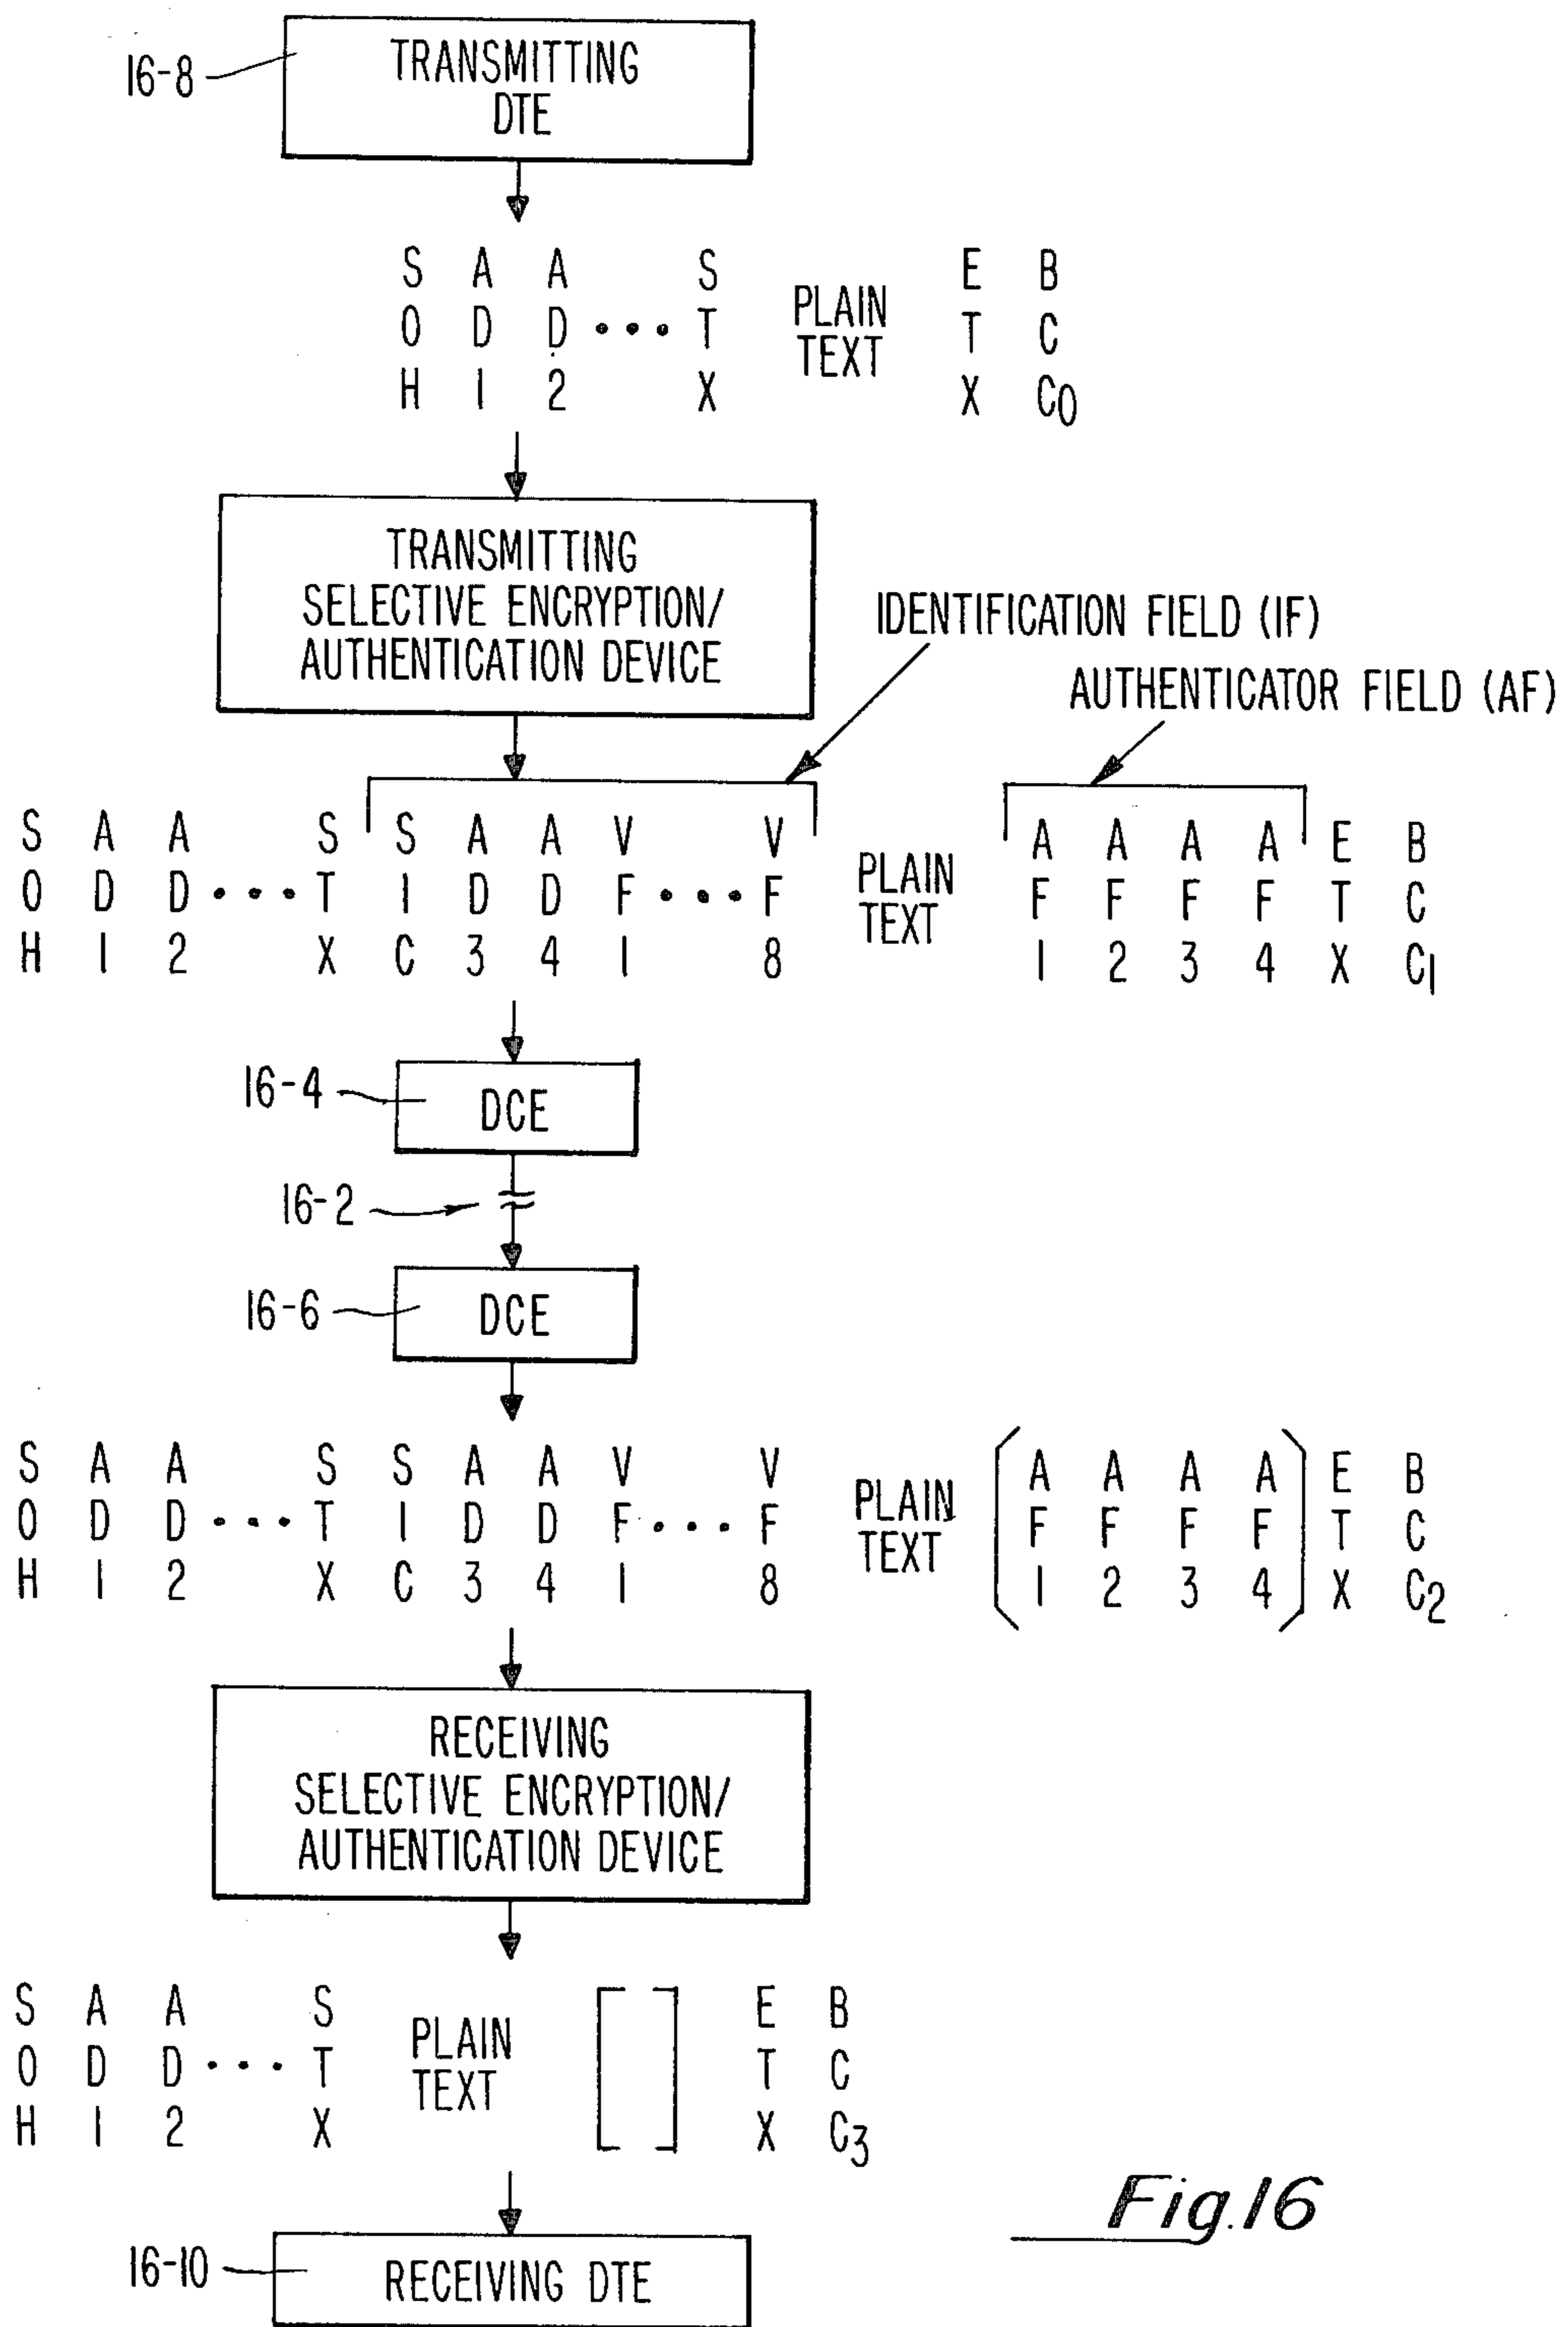 16-8
TRANSMITTING
DTE
S A A S E B
O D D • • • T PLAIN T C
H 1 2 X TEXT X C0
TRANSMITTING
SELECTIVE ENCRYPTION/
AUTHENTICATION DEVICE
IDENTIFICATION FIELD (IF)
AUTHENTICATOR FIELD (AF)
S A A S S A A V V A A A A E B
O D D • • • T I D D F • • • F PLAIN F F F F T C
H 1 2 X C 3 4 1 8 TEXT 1 2 3 4 X C1
16-4
DCE
16-2
16-6
DCE
S A A S S A A V V A A A A E B
O D D • • • T I D D F • • • F PLAIN ( F F F F ) T C
H 1 2 X C 3 4 1 8 TEXT 1 2 3 4 X C2
RECEIVING
SELECTIVE ENCRYPTION/
AUTHENTICATION DEVICE
S A A S E B
O D D • • • T PLAIN [ ] T C
H 1 2 X TEXT X C3
16-10
RECEIVING DTE
Fig.16